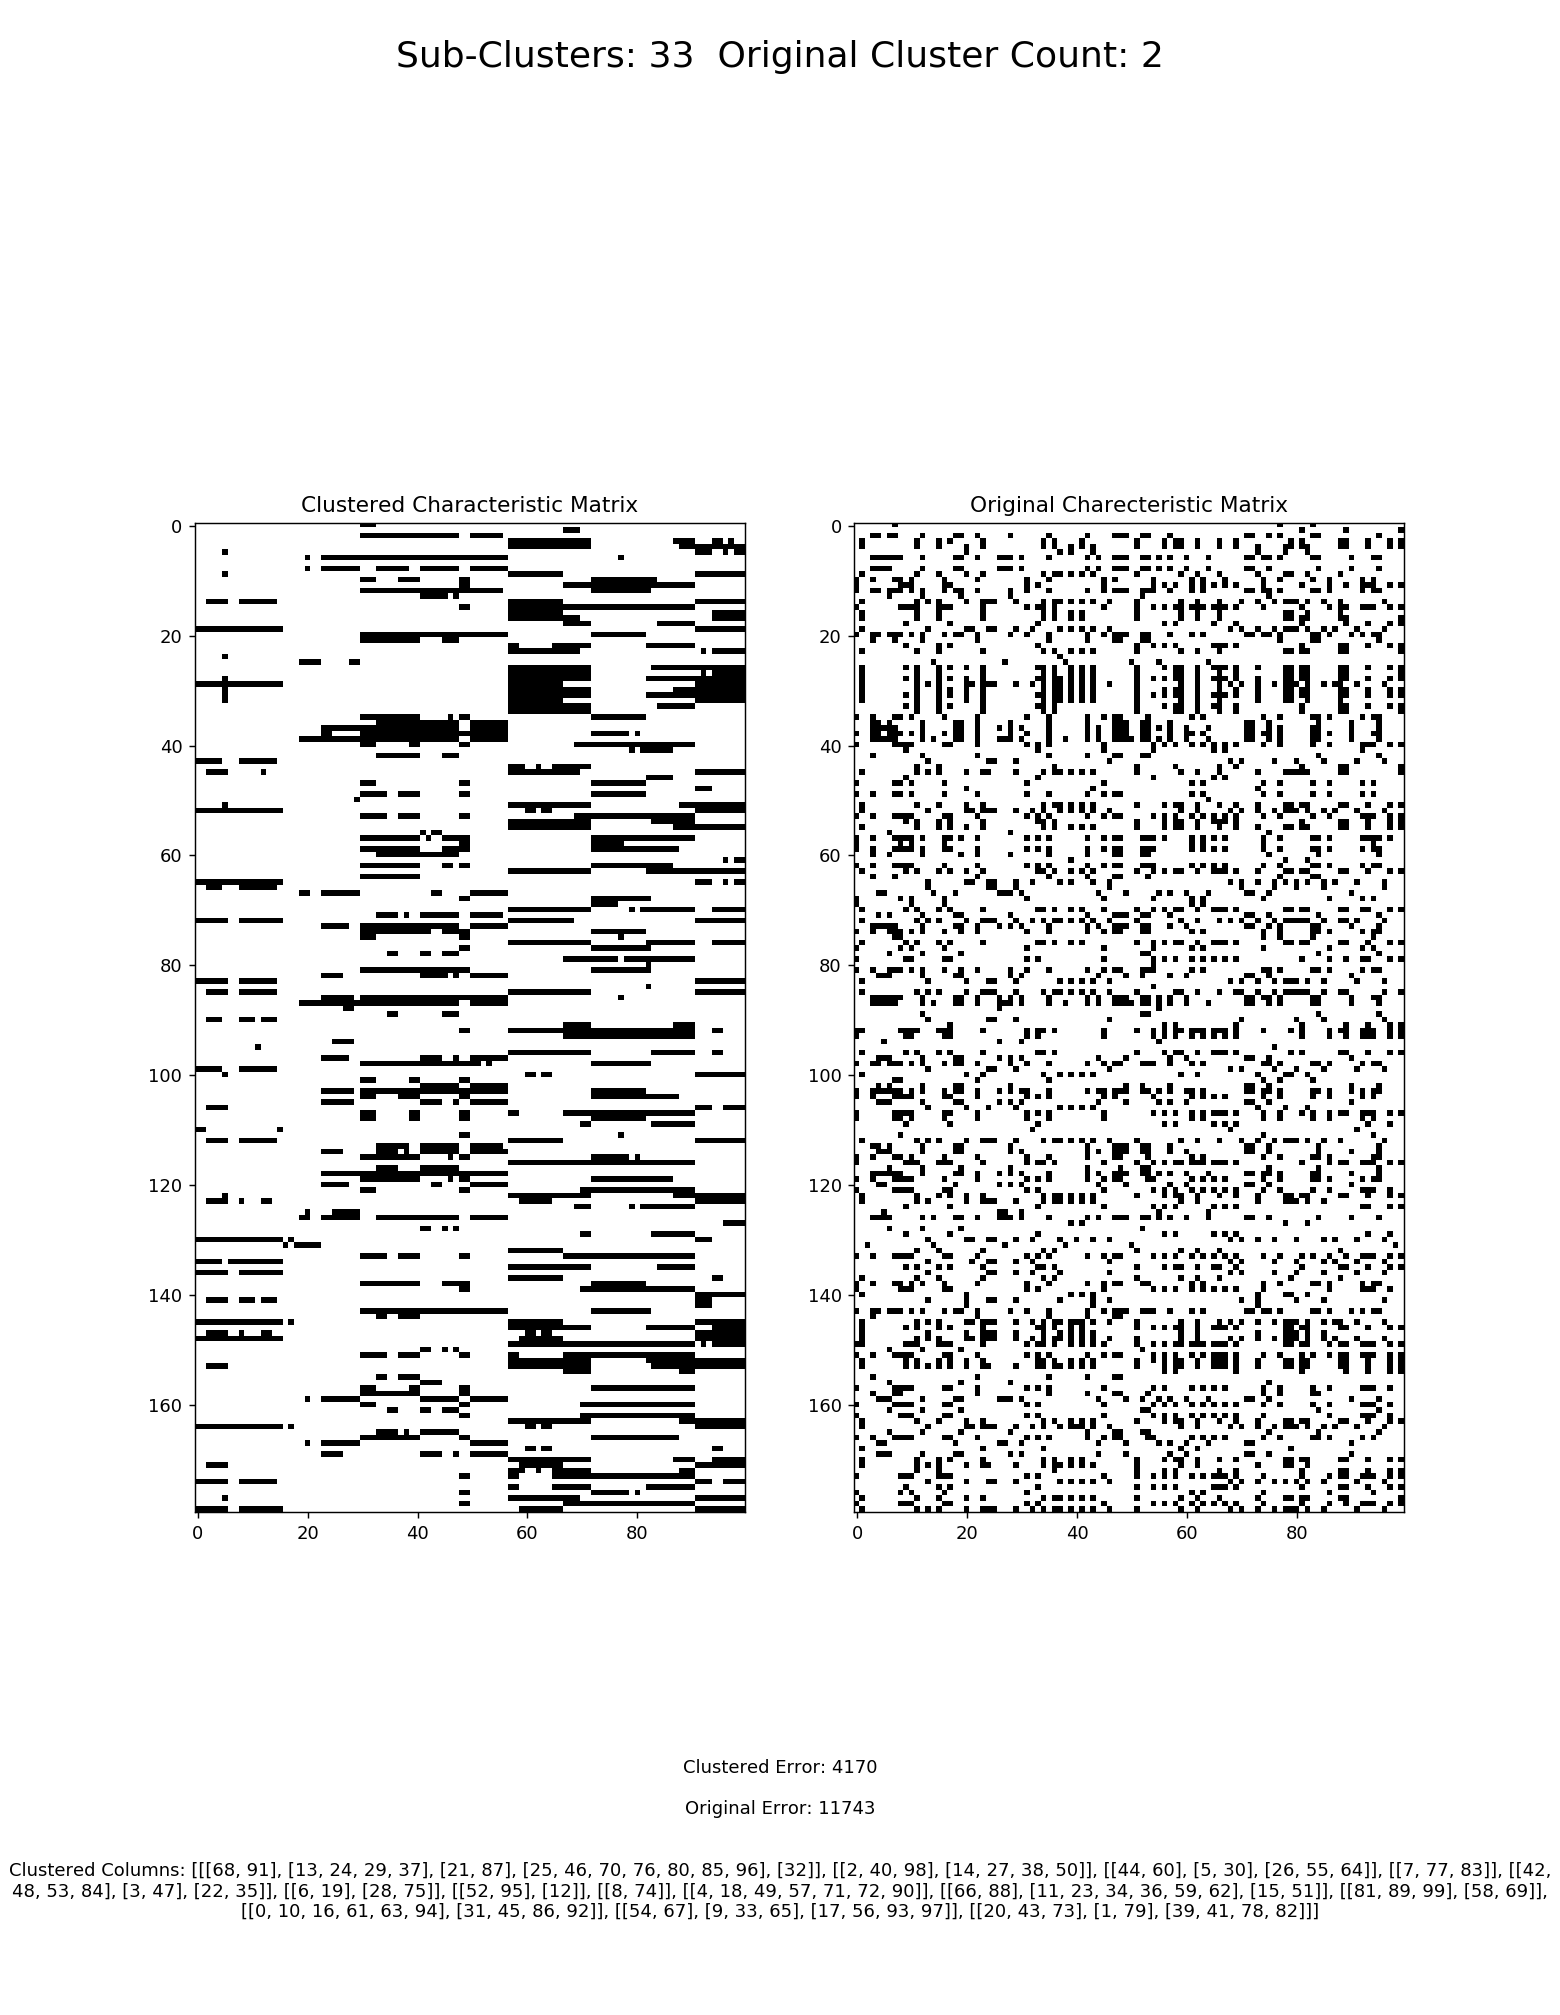 Sub-Clusters: 33  Original Cluster Count: 2
Clustered Characteristic Matrix
Original Charecteristic Matrix
0
20
40
60
80
100
120
140
160
0 20 40 60 80
0
20
40
60
80
100
120
140
160
0 20 40 60 80
Clustered Error: 4170
Original Error: 11743
Clustered Columns: [[[68, 91], [13, 24, 29, 37], [21, 87], [25, 46, 70, 76, 80, 85, 96], [32]], [[2, 40, 98], [14, 27, 38, 50]], [[44, 60], [5, 30], [26, 55, 64]], [[7, 77, 83]], [[42,
48, 53, 84], [3, 47], [22, 35]], [[6, 19], [28, 75]], [[52, 95], [12]], [[8, 74]], [[4, 18, 49, 57, 71, 72, 90]], [[66, 88], [11, 23, 34, 36, 59, 62], [15, 51]], [[81, 89, 99], [58, 69]],
[[0, 10, 16, 61, 63, 94], [31, 45, 86, 92]], [[54, 67], [9, 33, 65], [17, 56, 93, 97]], [[20, 43, 73], [1, 79], [39, 41, 78, 82]]]